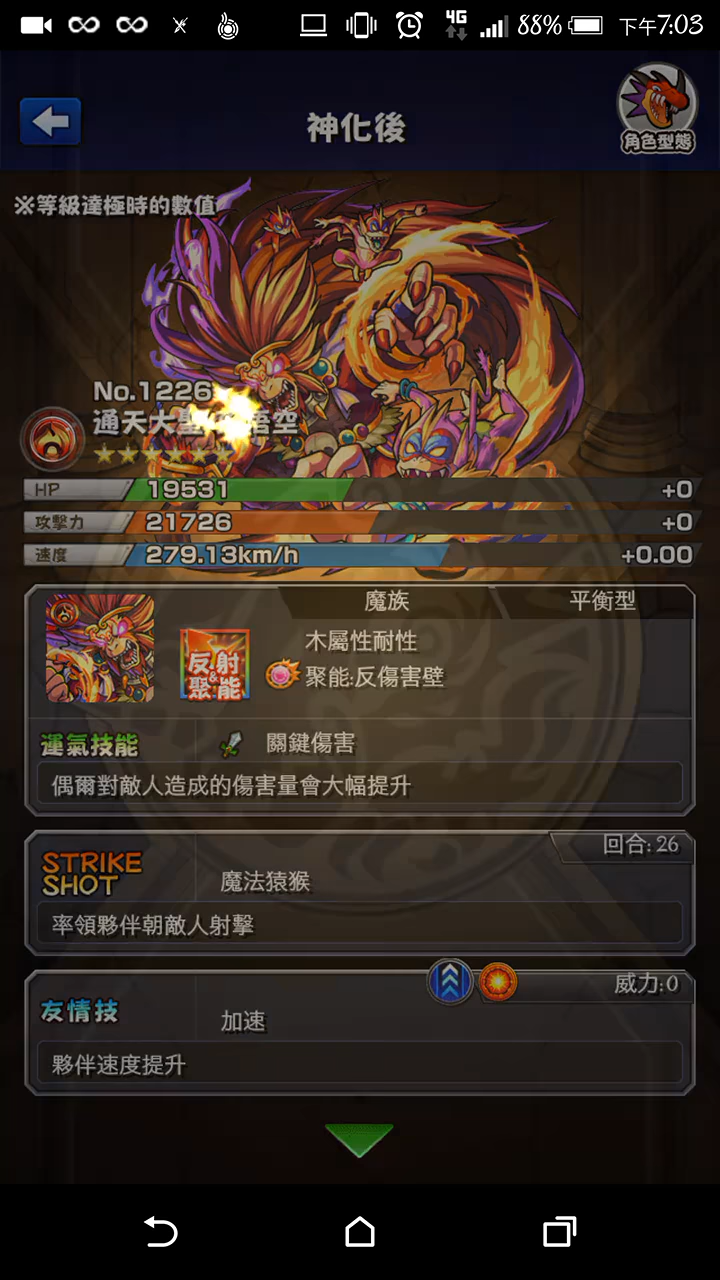 4G
88%
下午7:03
神化後
角色型態
※等級達極時的數值
No.1226
通天大聖 悟空
HP 19531 +0
攻擊力 21726 +0
速度 279.13km/h +0.00
魔族 平衡型
反射&聚能
木屬性耐性
聚能:反傷害壁
運氣技能 關鍵傷害
偶爾對敵人造成的傷害量會大幅提升
回合:26
STRIKE SHOT 魔法猿猴
率領夥伴朝敵人射擊
威力:0
友情技 加速
夥伴速度提升